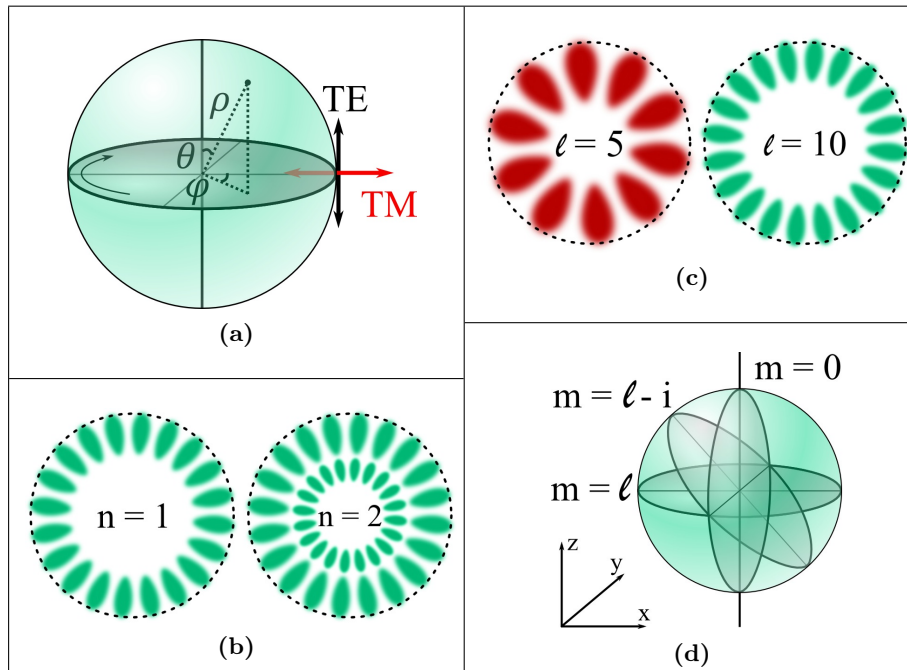 ρ
TE
θ
φ
TM
(a)
n = 1
n = 2
(b)
ℓ = 5
ℓ = 10
(c)
m = 0
m = ℓ - i
m = ℓ
z
y
x
(d)